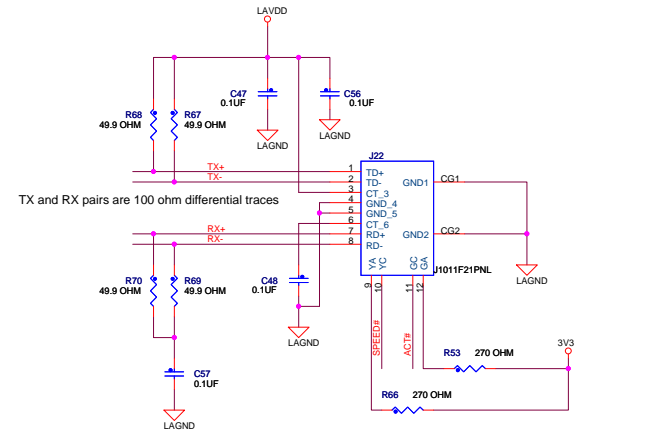 LAVDD
C47
0.1UF
C56
0.1UF
R68
49.9 OHM
R67
49.9 OHM
LAGND
LAGND
J22
TX+
TX-
1
2
3
4
5
6
7
8
TD+
TD-
CT_3
GND_4
GND_5
CT_6
RD+
RD-
GND1
CG1
GND2
CG2
TX and RX pairs are 100 ohm differential traces
RX+
RX-
YA
YC
GC
GA
J1011F21PNL
9
10
11
12
LAGND
R70
49.9 OHM
R69
49.9 OHM
C48
0.1UF
LAGND
SPEED#
ACT#
R53
270 OHM
3V3
C57
0.1UF
R66
270 OHM
LAGND